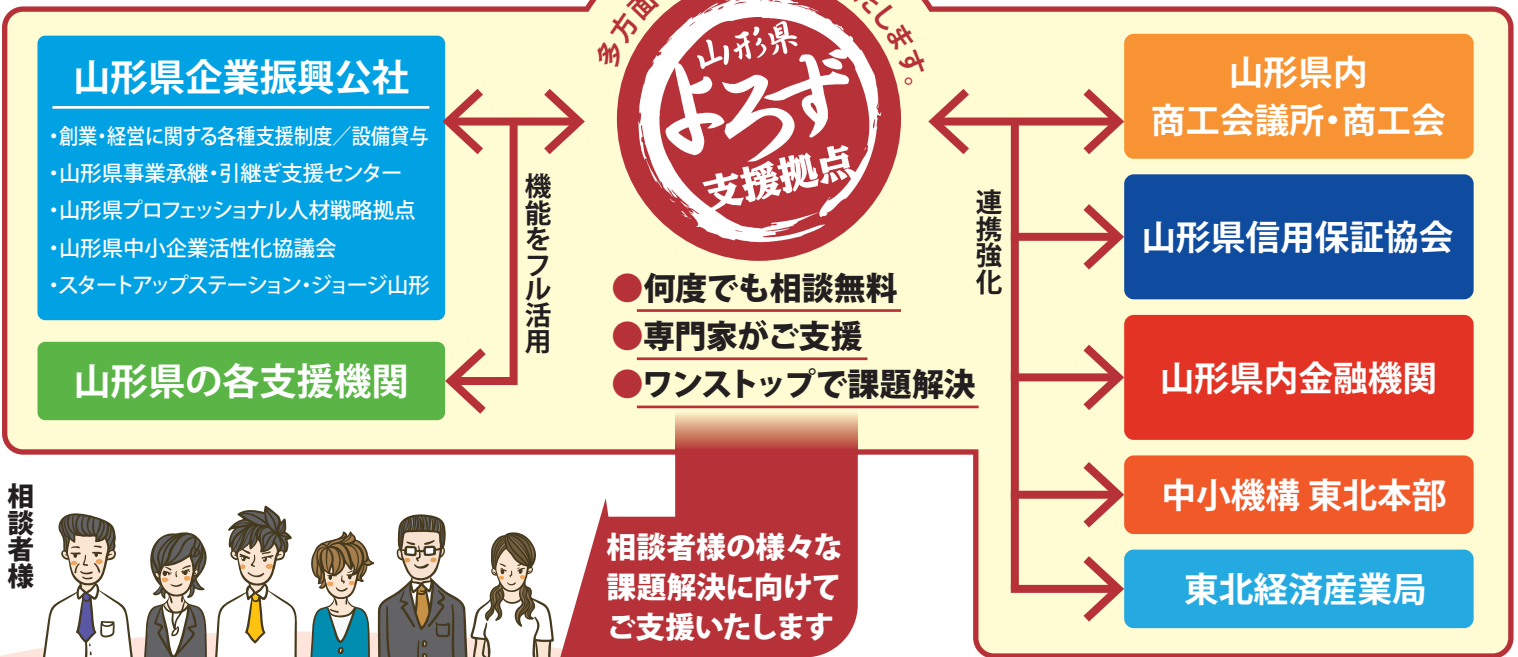 多方面
たします。
山形県
よろず
支援拠点
山形県企業振興公社
・創業・経営に関する各種支援制度／設備貸与
・山形県事業承継・引継ぎ支援センター
・山形県プロフェッショナル人材戦略拠点
・山形県中小企業活性化協議会
・スタートアップステーション・ジョージ山形
山形県の各支援機関
機能をフル活用
●何度でも相談無料
●専門家がご支援
●ワンストップで課題解決
連携強化
山形県内
商工会議所・商工会
山形県信用保証協会
山形県内金融機関
中小機構 東北本部
東北経済産業局
相談者様
相談者様の様々な
課題解決に向けて
ご支援いたします